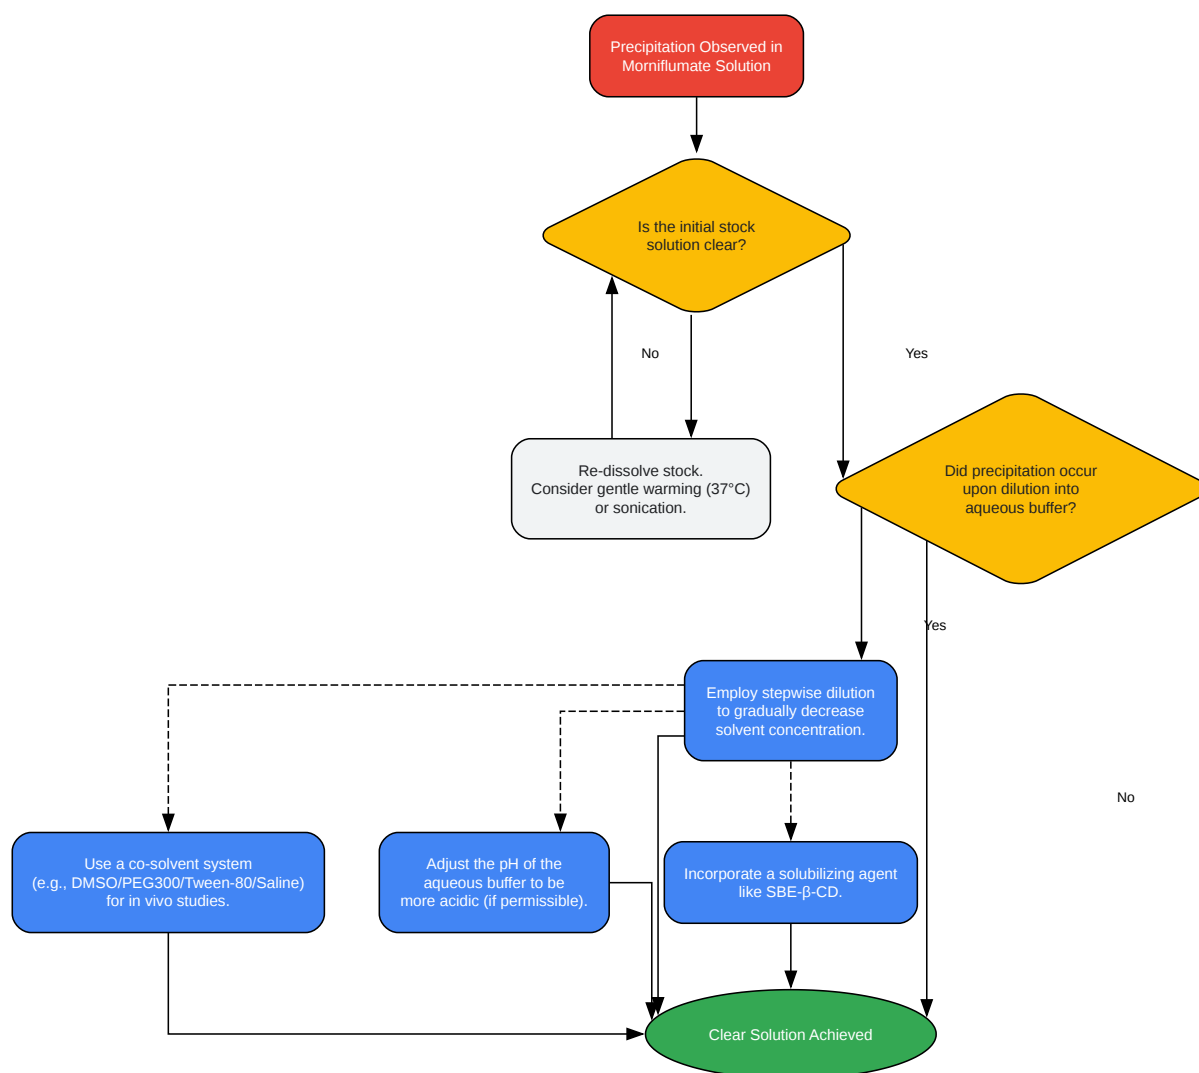 Precipitation Observed in
Morniflumate Solution
Is the initial stock
solution clear?
No
Yes
Re-dissolve stock.
Consider gentle warming (37°C)
or sonication.
Did precipitation occur
upon dilution into
aqueous buffer?
Yes
Employ stepwise dilution
to gradually decrease
solvent concentration.
No
Use a co-solvent system
(e.g., DMSO/PEG300/Tween-80/Saline)
for in vivo studies.
Adjust the pH of the
aqueous buffer to be
more acidic (if permissible).
Incorporate a solubilizing agent
like SBE-β-CD.
Clear Solution Achieved